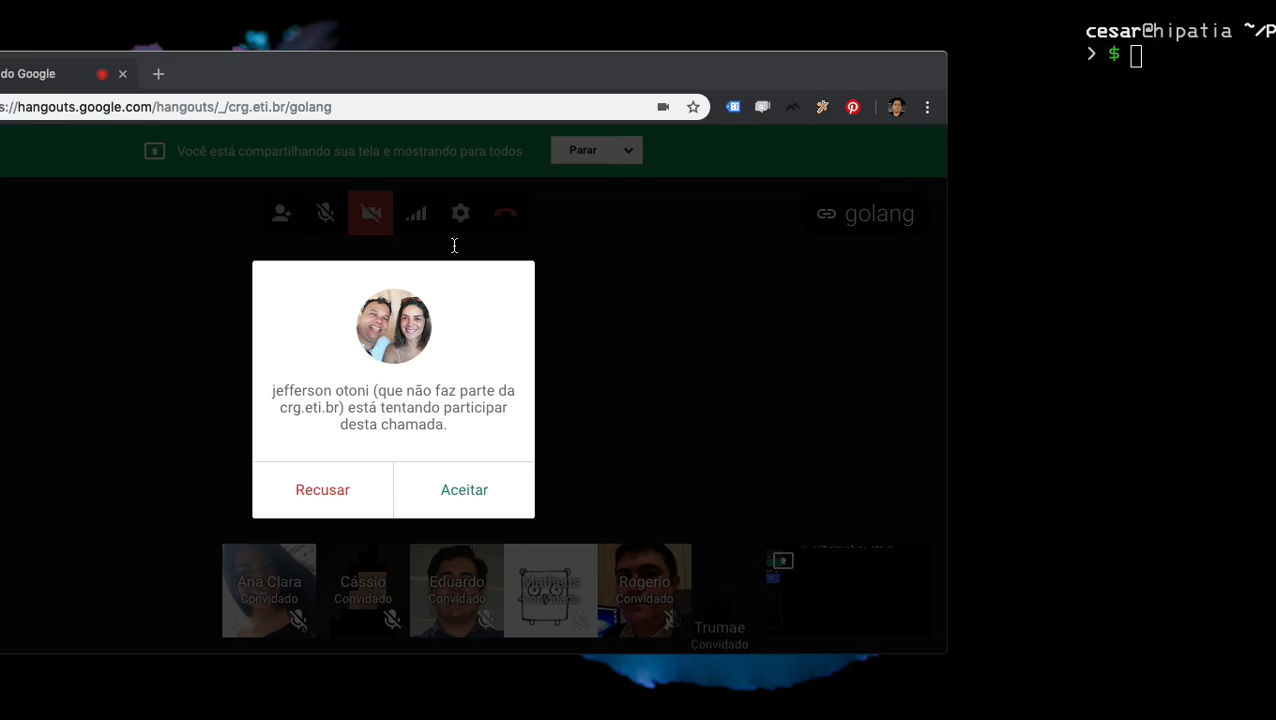 cesar@hipatia ~/P
> $
do Google
s://hangouts.google.com/hangouts/_/crg.eti.br/golang
Você está compartilhando sua tela e mostrando para todos
Parar
golang
jefferson otoni (que não faz parte da
crg.eti.br) está tentando participar
desta chamada.
Recusar
Aceitar
Ana Clara
Convidado
Cássio
Convidado
Eduardo
Convidado
Matheus
Convidado
Rogerio
Convidado
Trumae
Convidado